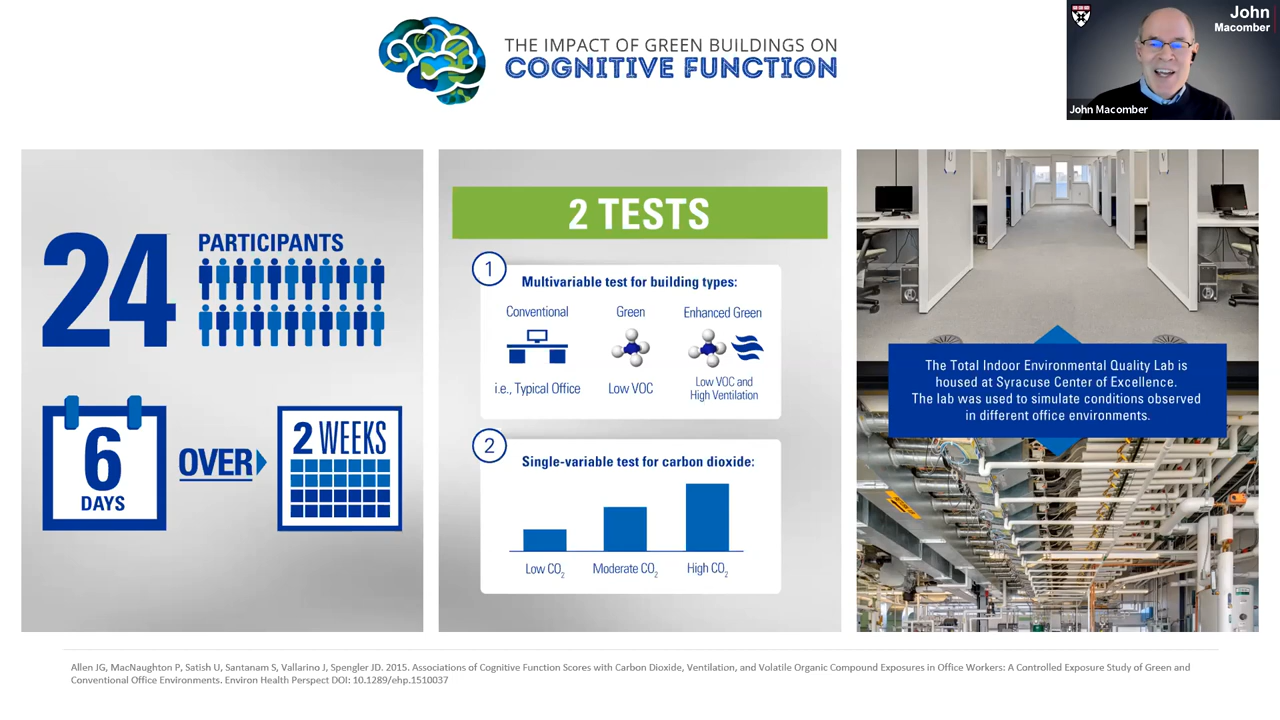 THE IMPACT OF GREEN BUILDINGS ON
COGNITIVE FUNCTION
John
Macomber
John Macomber
24
PARTICIPANTS
6
DAYS
OVER
2 WEEKS
2 TESTS
1
Multivariable test for building types:
Conventional
i.e., Typical Office
Green
Low VOC
Enhanced Green
Low VOC and
High Ventilation
2
Single-variable test for carbon dioxide:
Low CO₂
Moderate CO₂
High CO₂
The Total Indoor Environmental Quality Lab is
housed at Syracuse Center of Excellence.
The lab was used to simulate conditions observed
in different office environments.
Allen JG, MacNaughton P, Satish U, Santanam S, Vallarino J, Spengler JD. 2015. Associations of Cognitive Function Scores with Carbon Dioxide, Ventilation, and Volatile Organic Compound Exposures in Office Workers: A Controlled Exposure Study of Green and
Conventional Office Environments. Environ Health Perspect DOI: 10.1289/ehp.1510037